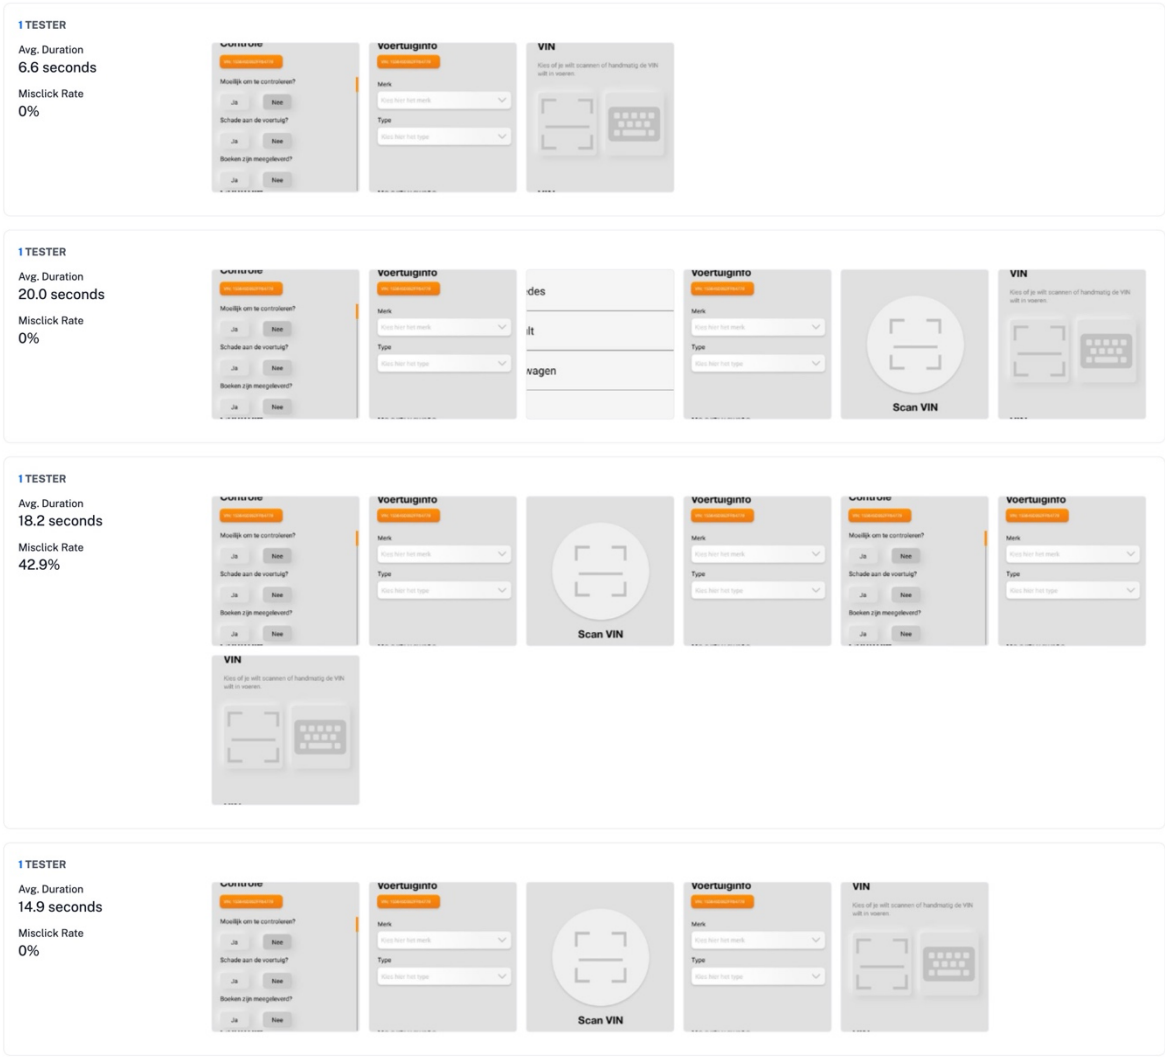 1 TESTER
Avg. Duration
6.6 seconds
Misclick Rate
0%
Controle
Moeilijk om te controleren?
Ja Nee
Schade aan de voertuig?
Ja Nee
Boeken zijn meegeleverd?
Ja Nee
Voertuiginfo
Merk
Kies hier het merk
Type
Kies hier het type
VIN
Kies of je wilt scannen of handmatig de VIN
wilt in voeren.
1 TESTER
Avg. Duration
20.0 seconds
Misclick Rate
0%
Controle
Moeilijk om te controleren?
Ja Nee
Schade aan de voertuig?
Ja Nee
Boeken zijn meegeleverd?
Ja Nee
Voertuiginfo
Merk
Kies hier het merk
Type
Kies hier het type
des
lt
wagen
Voertuiginfo
Merk
Kies hier het merk
Type
Kies hier het type
Scan VIN
VIN
Kies of je wilt scannen of handmatig de VIN
wilt in voeren.
1 TESTER
Avg. Duration
18.2 seconds
Misclick Rate
42.9%
Controle
Moeilijk om te controleren?
Ja Nee
Schade aan de voertuig?
Ja Nee
Boeken zijn meegeleverd?
Ja Nee
Voertuiginfo
Merk
Kies hier het merk
Type
Kies hier het type
Scan VIN
Voertuiginfo
Merk
Kies hier het merk
Type
Kies hier het type
Controle
Moeilijk om te controleren?
Ja Nee
Schade aan de voertuig?
Ja Nee
Boeken zijn meegeleverd?
Ja Nee
Voertuiginfo
Merk
Kies hier het merk
Type
Kies hier het type
VIN
Kies of je wilt scannen of handmatig de VIN
wilt in voeren.
1 TESTER
Avg. Duration
14.9 seconds
Misclick Rate
0%
Controle
Moeilijk om te controleren?
Ja Nee
Schade aan de voertuig?
Ja Nee
Boeken zijn meegeleverd?
Ja Nee
Voertuiginfo
Merk
Kies hier het merk
Type
Kies hier het type
Scan VIN
Voertuiginfo
Merk
Kies hier het merk
Type
Kies hier het type
VIN
Kies of je wilt scannen of handmatig de VIN
wilt in voeren.